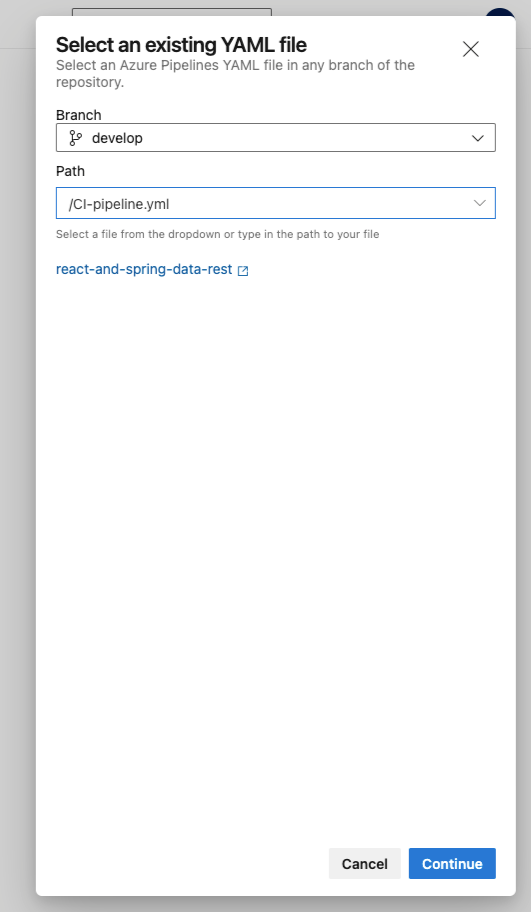 Select an existing YAML file
Select an Azure Pipelines YAML file in any branch of the
repository.
Branch
develop
Path
/CI-pipeline.yml
Select a file from the dropdown or type in the path to your file
react-and-spring-data-rest
Cancel
Continue